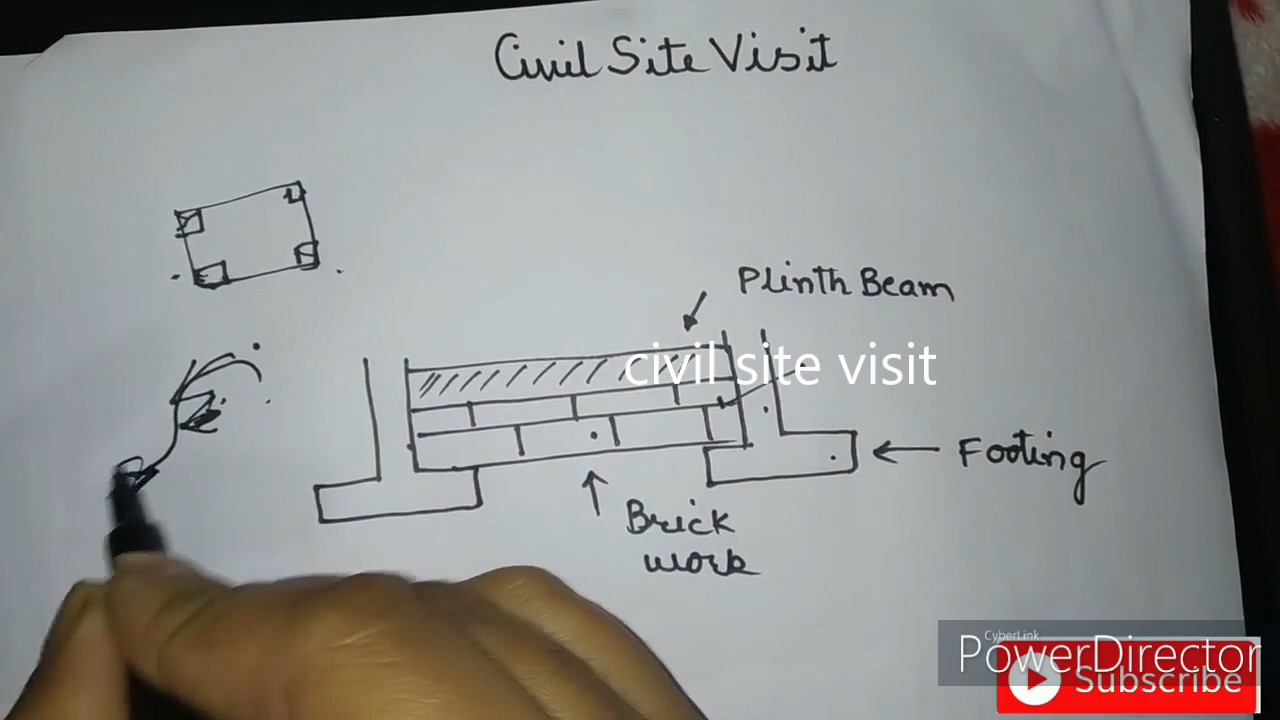 Civil Site Visit
Plinth Beam
civil site visit
Footing
Brick
work
CyberLink
PowerDirector
Subscribe